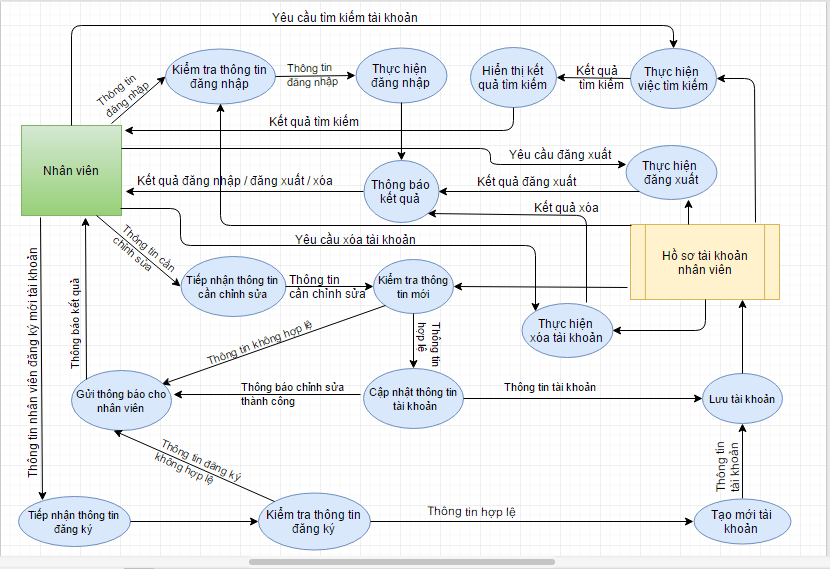 Yêu cầu tìm kiếm tài khoản
Thông tin
đăng nhập
Kiểm tra thông tin
đăng nhập
Thông tin
đăng nhập
Thực hiện
đăng nhập
Hiển thị kết
quả tìm kiếm
Kết quả
tìm kiếm
Thực hiện
việc tìm kiếm
Kết quả tìm kiếm
Nhân viên
Yêu cầu đăng xuất
Thực hiện
đăng xuất
Kết quả đăng nhập / đăng xuất / xóa
Thông báo
kết quả
Kết quả đăng xuất
Kết quả xóa
Yêu cầu xóa tài khoản
Hồ sơ tài khoản
nhân viên
Thông tin cần
chỉnh sửa
Tiếp nhận thông tin
cần chỉnh sửa
Thông tin
cần chỉnh sửa
Kiểm tra thông
tin mới
Thực hiện
xóa tài khoản
Thông tin nhân viên đăng ký mới tài khoản
Thông báo kết quả
Thông tin không hợp lệ
Thông tin
hợp lệ
Gửi thông báo cho
nhân viên
Thông báo chỉnh sửa
thành công
Cập nhật thông tin
tài khoản
Thông tin tài khoản
Lưu tài khoản
Thông tin đăng ký
không hợp lệ
Thông tin
tài khoản
Tiếp nhận thông tin
đăng ký
Kiểm tra thông tin
đăng ký
Thông tin hợp lệ
Tạo mới tài
khoản